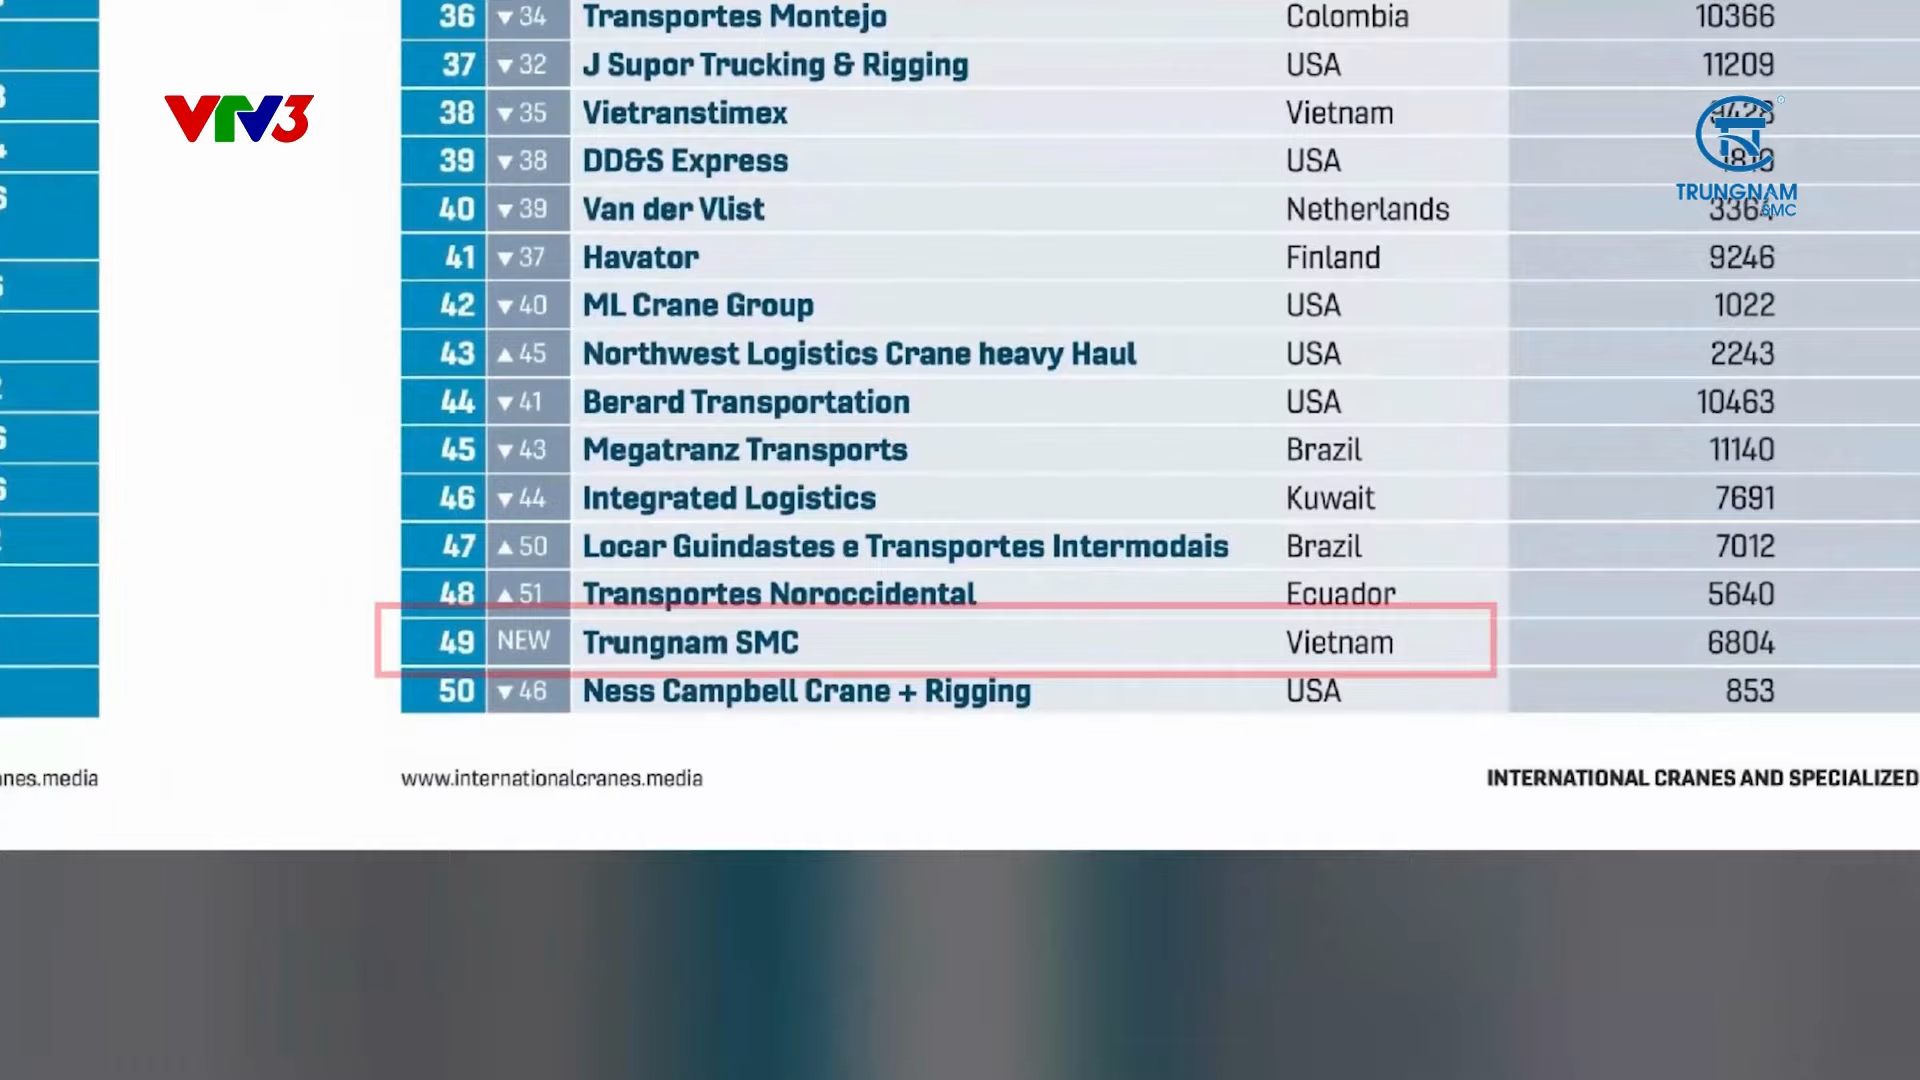 36 ▼34 Transportes Montejo Colombia 10366
37 ▼32 J Supor Trucking & Rigging USA 11209
VTV3
38 ▼35 Vietranstimex Vietnam 9428
39 ▼38 DD&S Express USA
TRUNGNAM
SMC
40 ▼39 Van der Vlist Netherlands 3364
41 ▼37 Havator Finland 9246
42 ▼40 ML Crane Group USA 1022
43 ▲45 Northwest Logistics Crane heavy Haul USA 2243
44 ▼41 Berard Transportation USA 10463
45 ▼43 Megatranz Transports Brazil 11140
46 ▼44 Integrated Logistics Kuwait 7691
47 ▲50 Locar Guindastes e Transportes Intermodais Brazil 7012
48 ▲51 Transportes Noroccidental Ecuador 5640
49 NEW Trungnam SMC Vietnam 6804
50 ▼46 Ness Campbell Crane + Rigging USA 853
nes.media
www.internationalcranes.media
INTERNATIONAL CRANES AND SPECIALIZED